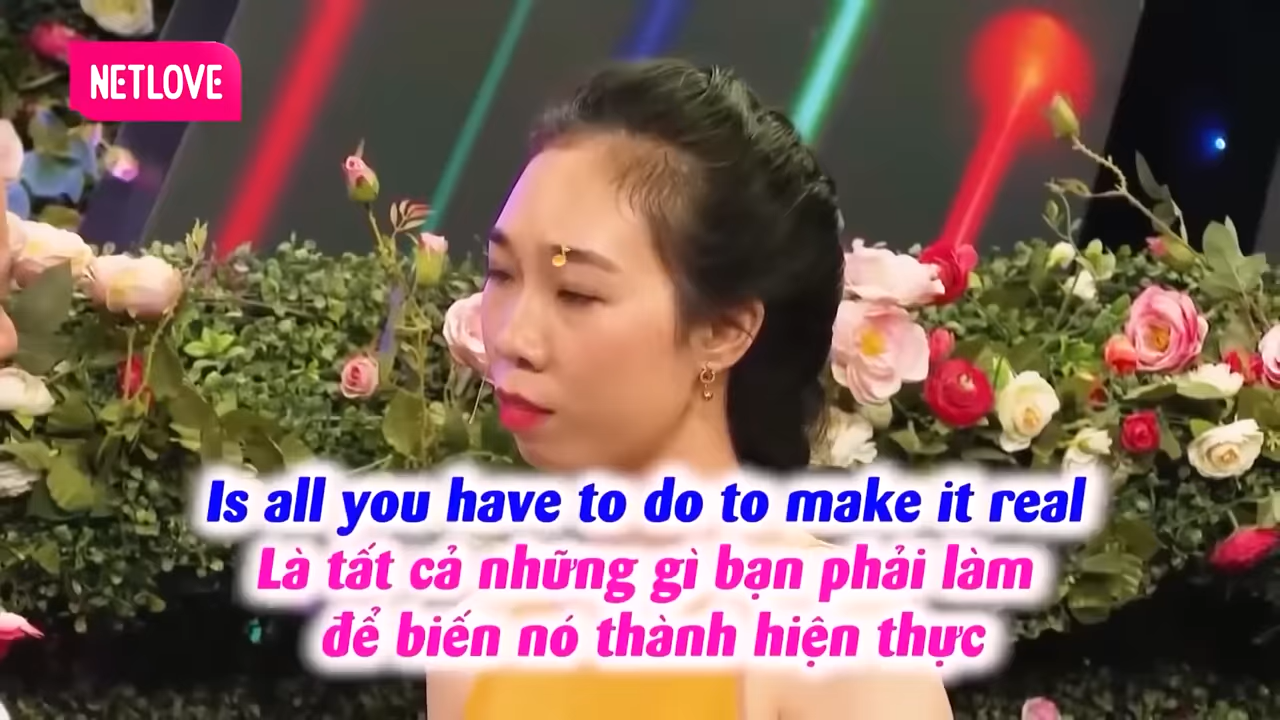 NETLOVE
Is all you have to do to make it real
Là tất cả những gì bạn phải làm
để biến nó thành hiện thực